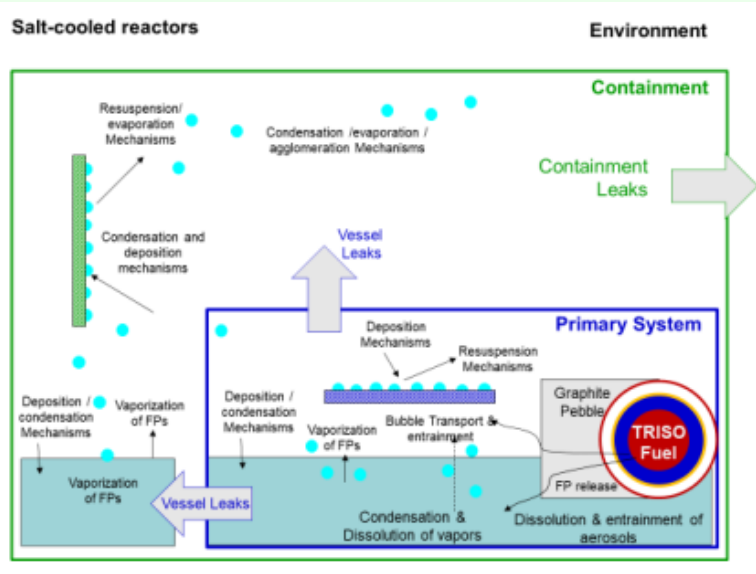 Salt-cooled reactors
Environment
Containment
Resuspension/
evaporation
Mechanisms
Condensation /evaporation /
agglomeration Mechanisms
Containment
Leaks
Condensation and
deposition
mechanisms
Vessel
Leaks
Primary System
Deposition
Mechanisms
Resuspension
Mechanisms
Deposition /
condensation
Mechanisms
Vaporization
of FPs
Deposition /
condensation
Mechanisms
Vaporization
of FPs
Bubble Transport &
entrainment
Graphite
Pebble
TRISO
Fuel
Vaporization
of FPs
Vessel Leaks
FP release
Condensation &
Dissolution of vapors
Dissolution & entrainment of
aerosols